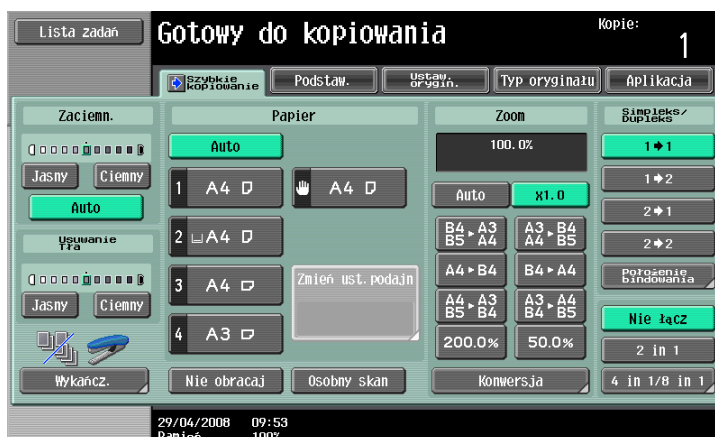 Lista zadań
Gotowy do kopiowania
Kopie:
1
Szybkie
kopiowanie
Podstaw.
Ustaw.
orygin.
Typ oryginału
Aplikacja
Zaciemn.
Jasny
Ciemny
Auto
Usuwanie
tła
Jasny
Ciemny
Wykańcz.
Papier
Auto
1 A4
A4
2 A4
3 A4
4 A3
Zmień ust.podajn
Nie obracaj
Osobny skan
Zoom
100.0%
Auto
x1.0
B4▸A3
B5▸A4
A3▸B4
A4▸B5
A4▸B4
B4▸A4
A4▸A3
B5▸B4
A3▸A4
B4▸B5
200.0%
50.0%
Konwersja
Simpleks/
Dupleks
1➧1
1➧2
2➧1
2➧2
Położenie
bindowania
Nie łącz
2 in 1
4 in 1/8 in 1
29/04/2008 09:53
Pamięć 100%